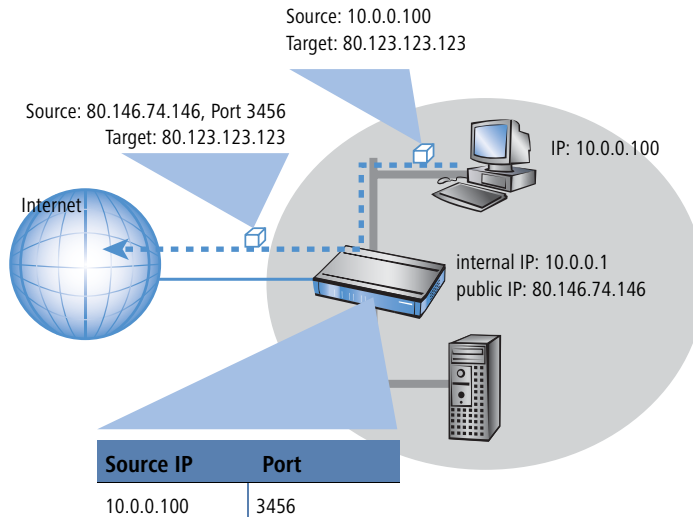 Source: 10.0.0.100
Target: 80.123.123.123
Source: 80.146.74.146, Port 3456
Target: 80.123.123.123
IP: 10.0.0.100
Internet
internal IP: 10.0.0.1
public IP: 80.146.74.146
Source IP Port
10.0.0.100 3456